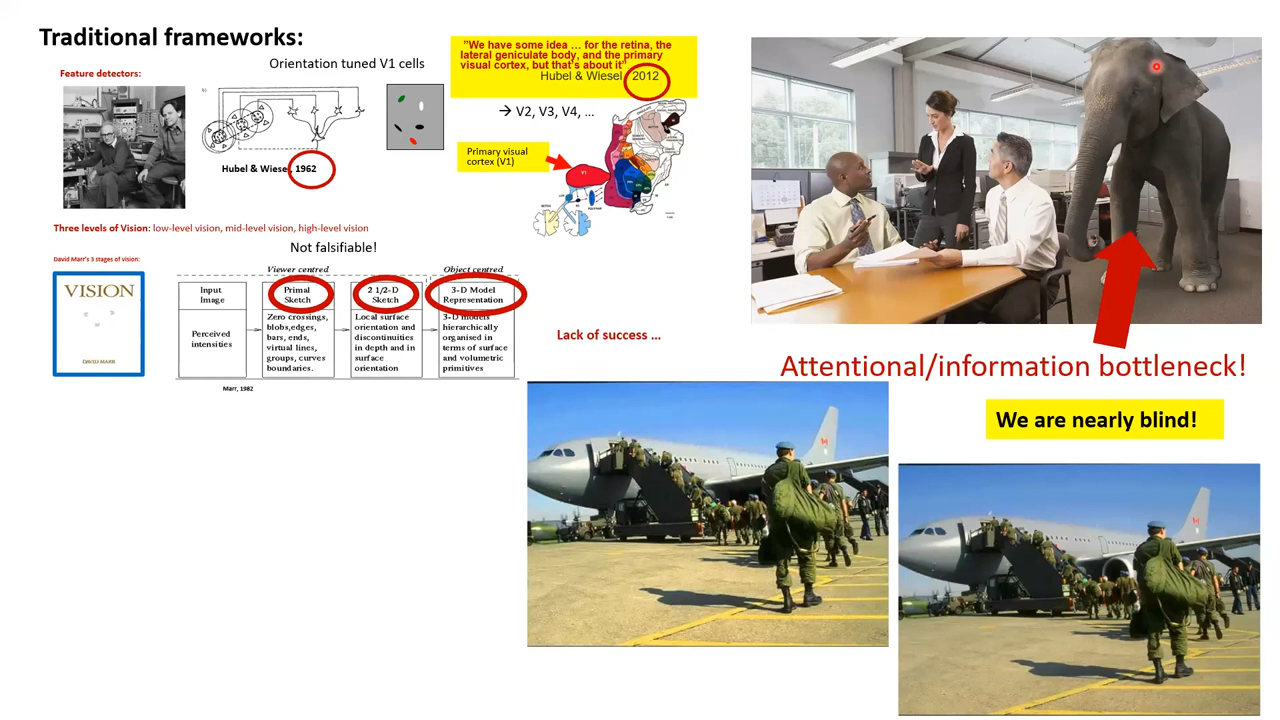 Traditional frameworks:
Feature detectors:
Orientation tuned V1 cells
b)
Hubel & Wiesel, 1962
"We have some idea … for the retina, the
lateral geniculate body, and the primary
visual cortex, but that's about it"
Hubel & Wiesel 2012
→ V2, V3, V4, …
Primary visual
cortex (V1)
V1
Three levels of Vision: low-level vision, mid-level vision, high-level vision
Not falsifiable!
David Marr's 3 stages of vision:
VISION
DAVID MARR
Viewer centred
Object centred
Input
Image
Primal
Sketch
2 1/2-D
Sketch
3-D Model
Representation
Perceived
intensities
Zero crossings,
blobs,edges,
bars, ends,
virtual lines,
groups, curves
boundaries.
Local surface
orientation and
discontinuities
in depth and in
surface
orientation
3-D models
hierarchically
organised in
terms of surface
and volumetric
primitives
Marr, 1982
Lack of success …
Attentional/information bottleneck!
We are nearly blind!